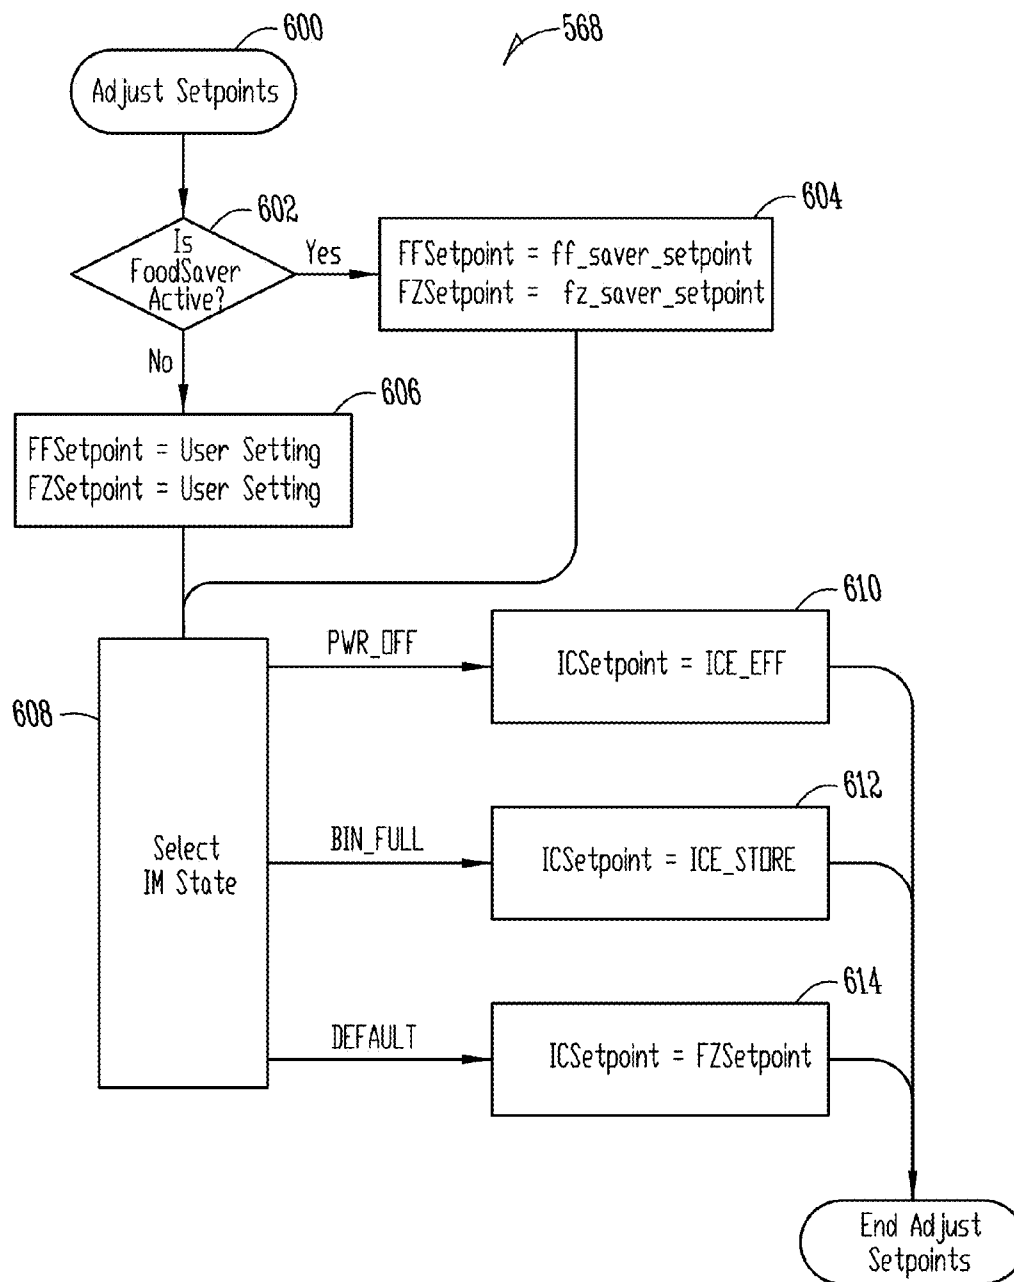 600
568
Adjust Setpoints
602
Is
FoodSaver
Active?
Yes
604
FFSetpoint = ff_saver_setpoint
FZSetpoint = fz_saver_setpoint
No
606
FFSetpoint = User Setting
FZSetpoint = User Setting
608
Select
IM State
PWR_OFF
610
ICSetpoint = ICE_EFF
BIN_FULL
612
ICSetpoint = ICE_STORE
DEFAULT
614
ICSetpoint = FZSetpoint
End Adjust
Setpoints